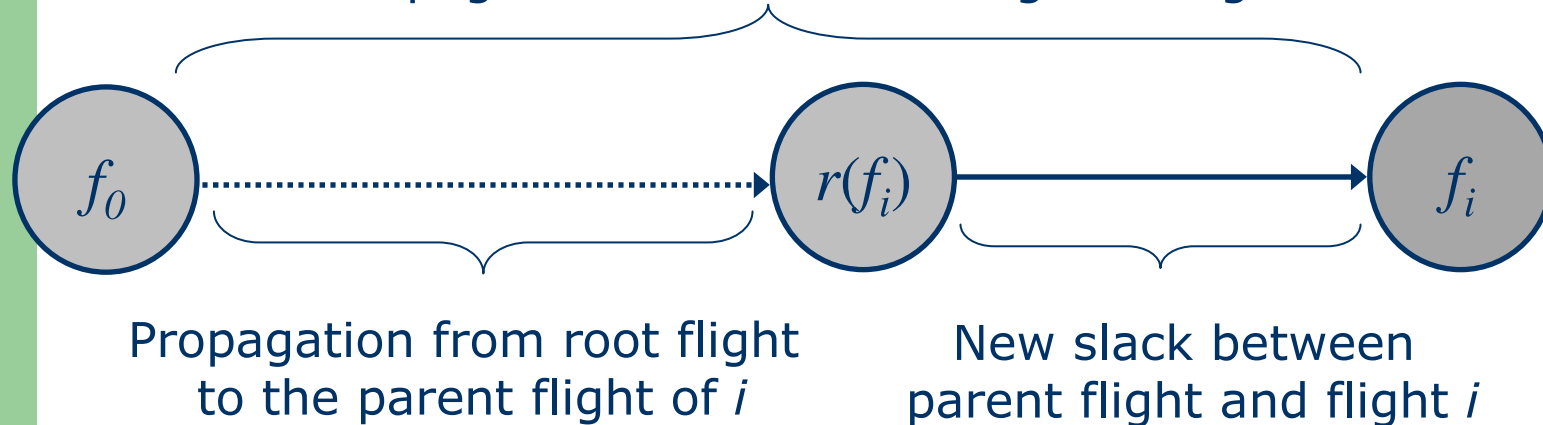 f₀ r(fᵢ) fᵢ
Propagation from root flight
to the parent flight of i
New slack between
parent flight and flight i